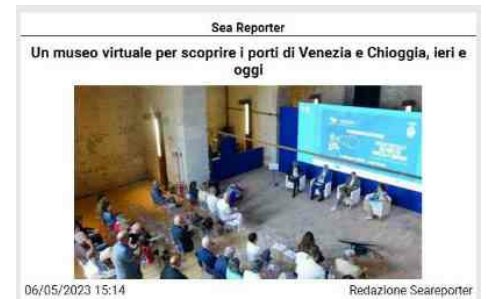 Sea Reporter
Un museo virtuale per scoprire i porti di Venezia e Chioggia, ieri e
oggi
06/05/2023 15:14
Redazione Seareporter